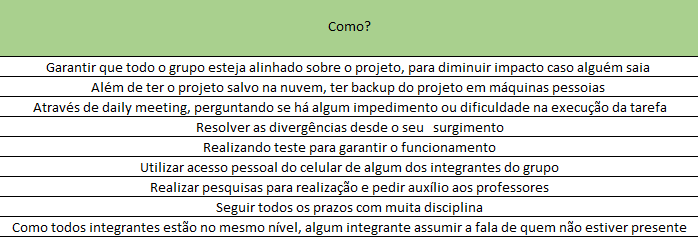 Como?
Garantir que todo o grupo esteja alinhado sobre o projeto, para diminuir impacto caso alguém saia
Além de ter o projeto salvo na nuvem, ter backup do projeto em máquinas pessoias
Através de daily meeting, perguntando se há algum impedimento ou dificuldade na execução da tarefa
Resolver as divergências desde o seu surgimento
Realizando teste para garantir o funcionamento
Utilizar acesso pessoal do celular de algum dos integrantes do grupo
Realizar pesquisas para realização e pedir auxílio aos professores
Seguir todos os prazos com muita disciplina
Como todos integrantes estão no mesmo nível, algum integrante assumir a fala de quem não estiver presente